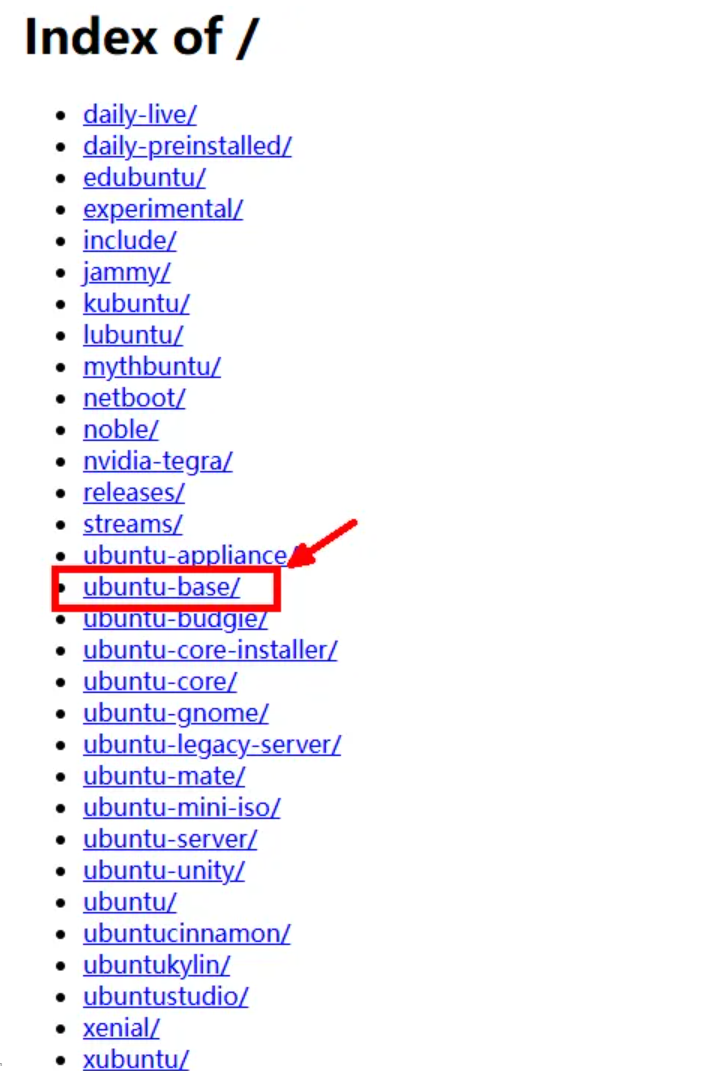 Index of /
daily-live/
daily-preinstalled/
edubuntu/
experimental/
include/
jammy/
kubuntu/
lubuntu/
mythbuntu/
netboot/
noble/
nvidia-tegra/
releases/
streams/
ubuntu-appliance/
ubuntu-base/
ubuntu-budgie/
ubuntu-core-installer/
ubuntu-core/
ubuntu-gnome/
ubuntu-legacy-server/
ubuntu-mate/
ubuntu-mini-iso/
ubuntu-server/
ubuntu-unity/
ubuntu/
ubuntucinnamon/
ubuntukylin/
ubuntustudio/
xenial/
xubuntu/